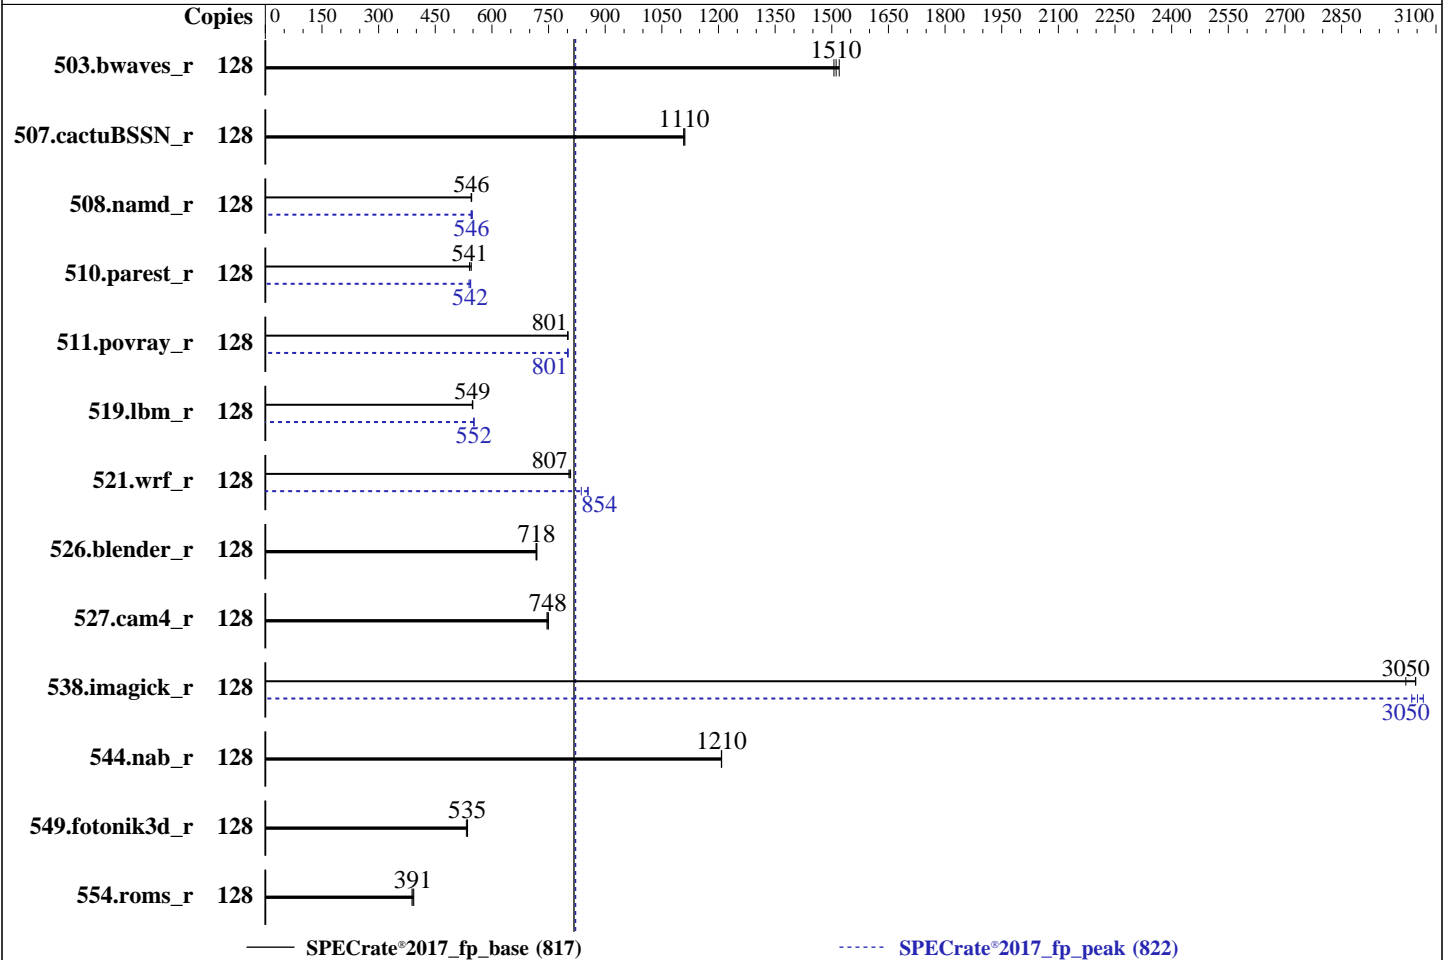 Copies 0 150 300 450 600 750 900 1050 1200 1350 1500 1650 1800 1950 2100 2250 2400 2550 2700 2850 3100
503.bwaves_r 128 1510
507.cactuBSSN_r 128 1110
508.namd_r 128 546
546
510.parest_r 128 541
542
511.povray_r 128 801
801
519.lbm_r 128 549
552
521.wrf_r 128 807
854
526.blender_r 128 718
527.cam4_r 128 748
538.imagick_r 128 3050
3050
544.nab_r 128 1210
549.fotonik3d_r 128 535
554.roms_r 128 391
SPECrate®2017_fp_base (817) SPECrate®2017_fp_peak (822)